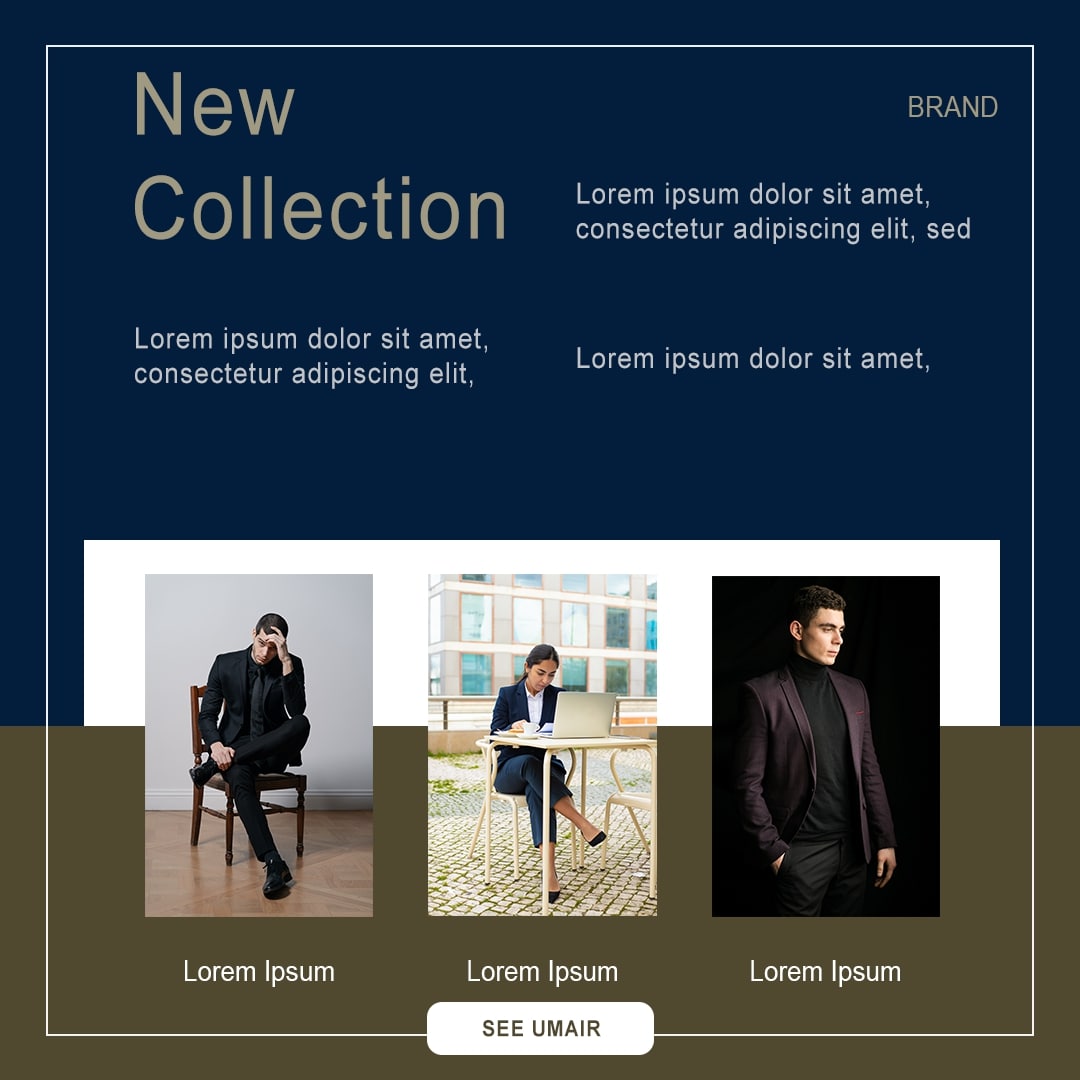 New
Collection
BRAND
Lorem ipsum dolor sit amet,
consectetur adipiscing elit, sed
Lorem ipsum dolor sit amet,
consectetur adipiscing elit,
Lorem ipsum dolor sit amet,
Lorem Ipsum
Lorem Ipsum
Lorem Ipsum
SEE UMAIR